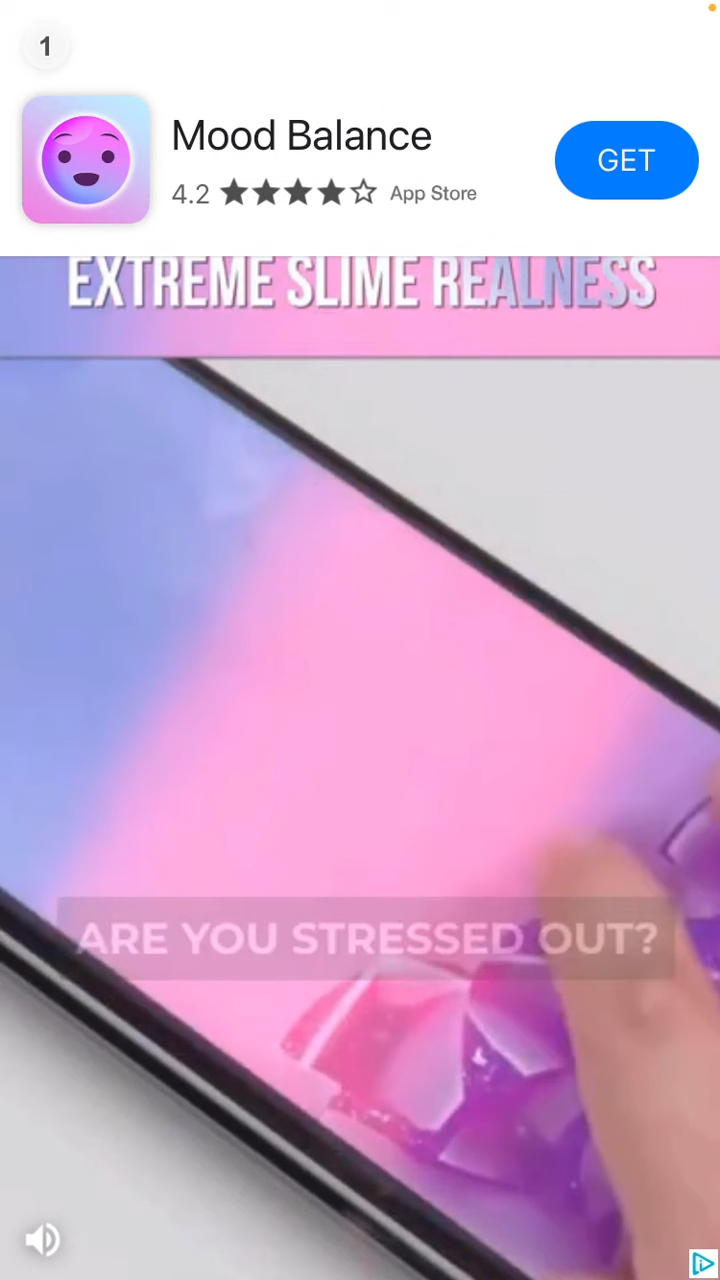 1
Mood Balance
GET
4.2 App Store
EXTREME SLIME REALNESS
ARE YOU STRESSED OUT?